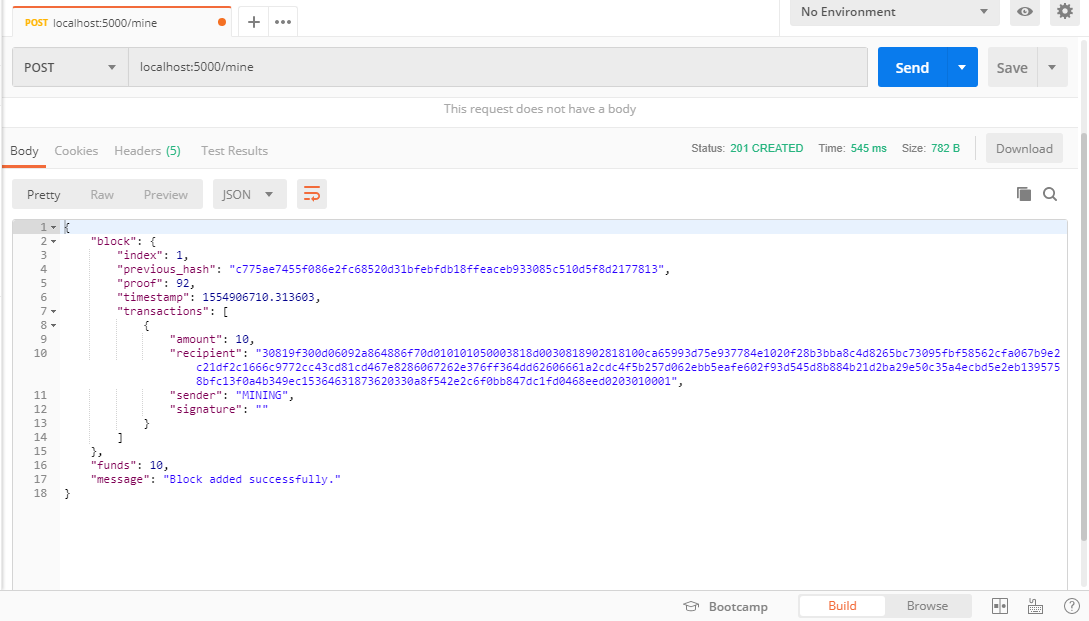 POST localhost:5000/mine
No Environment
POST localhost:5000/mine Send Save
This request does not have a body
Body Cookies Headers (5) Test Results Status: 201 CREATED Time: 545 ms Size: 782 B Download
Pretty Raw Preview JSON
1 {
2 "block": {
3 "index": 1,
4 "previous_hash": "c775ae7455f086e2fc68520d31bfebfdb18ffeaceb933085c510d5f8d2177813",
5 "proof": 92,
6 "timestamp": 1554906710.313603,
7 "transactions": [
8 {
9 "amount": 10,
10 "recipient": "30819f300d06092a864886f70d010101050003818d0030818902818100ca65993d75e937784e1020f28b3bba8c4d8265bc73095fbf58562cfa067b9e2
c21df2c1666c9772cc43cd81cd467e8286067262e376ff364dd62606661a2cdc4f5b257d062ebb5eafe602f93d545d8b884b21d2ba29e50c35a4ecbd5e2eb139575
8bfc13f0a4b349ec15364631873620330a8f542e2c6f0bb847dc1fd0468eed0203010001",
11 "sender": "MINING",
12 "signature": ""
13 }
14 ]
15 },
16 "funds": 10,
17 "message": "Block added successfully."
18 }
Bootcamp Build Browse